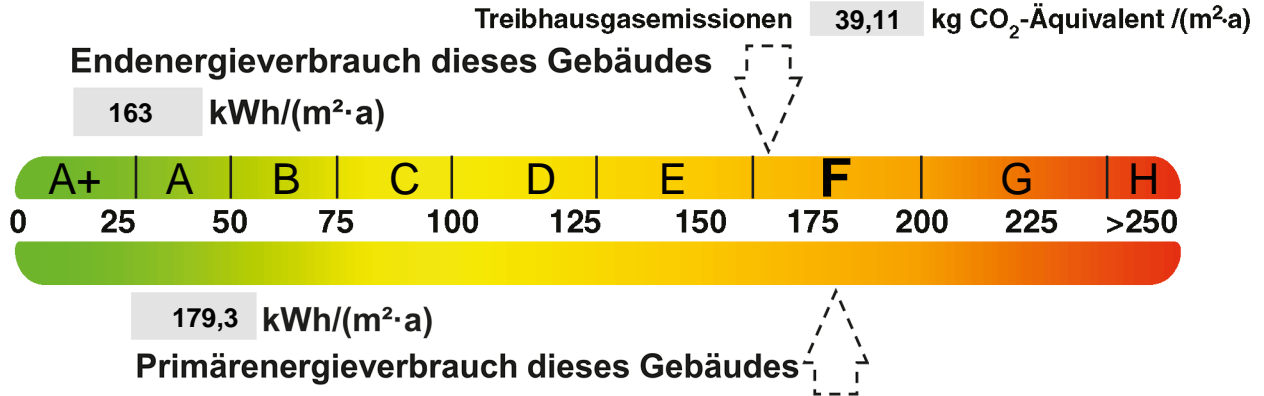 Treibhausgasemissionen 39,11 kg CO₂-Äquivalent /(m²·a)
Endenergieverbrauch dieses Gebäudes
163 kWh/(m²·a)
A+ A B C D E F G H
0 25 50 75 100 125 150 175 200 225 >250
179,3 kWh/(m²·a)
Primärenergieverbrauch dieses Gebäudes